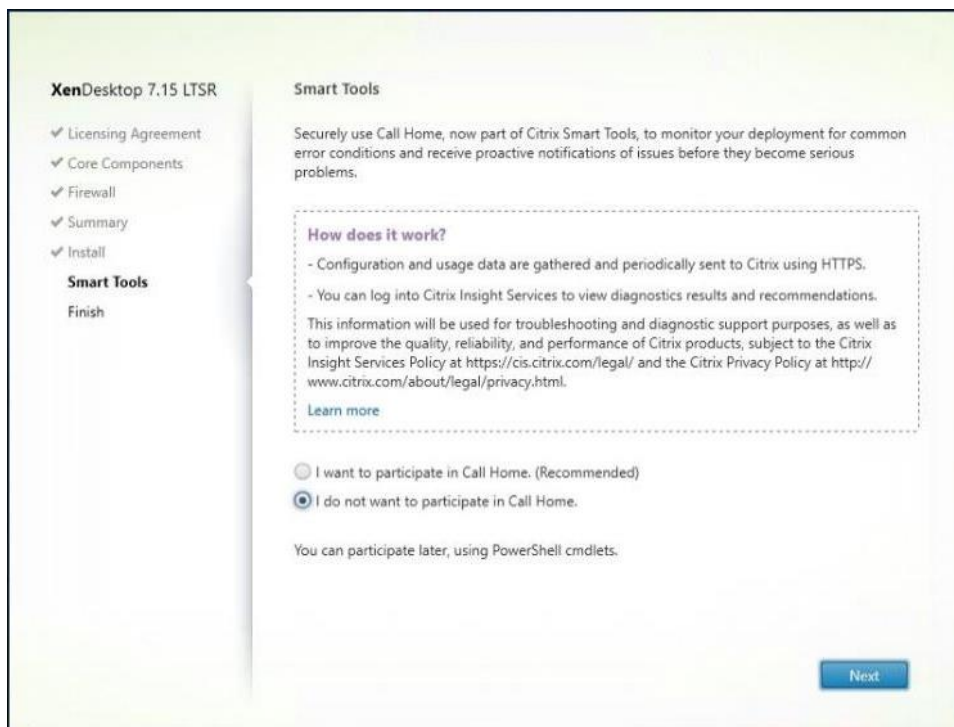 XenDesktop 7.15 LTSR
Licensing Agreement
Core Components
Firewall
Summary
Install
Smart Tools
Finish
Smart Tools
Securely use Call Home, now part of Citrix Smart Tools, to monitor your deployment for common
error conditions and receive proactive notifications of issues before they become serious
problems.
How does it work?
- Configuration and usage data are gathered and periodically sent to Citrix using HTTPS.
- You can log into Citrix Insight Services to view diagnostics results and recommendations.
This information will be used for troubleshooting and diagnostic support purposes, as well as
to improve the quality, reliability, and performance of Citrix products, subject to the Citrix
Insight Services Policy at https://cis.citrix.com/legal/ and the Citrix Privacy Policy at http://
www.citrix.com/about/legal/privacy.html.
Learn more
I want to participate in Call Home. (Recommended)
I do not want to participate in Call Home.
You can participate later, using PowerShell cmdlets.
Next